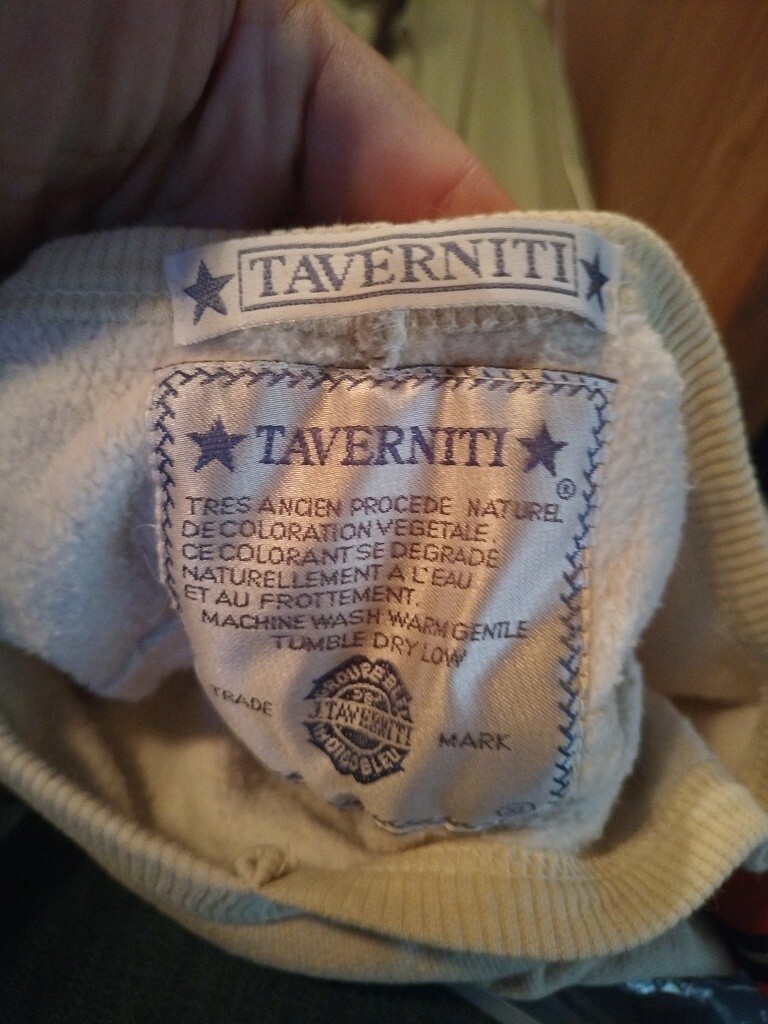 TAVERNITI
TAVERNITI
®
TRES ANCIEN PROCEDE NATUREL
DE COLORATION VEGETALE
CE COLORANT SE DEGRADE
NATURELLEMENT A L'EAU
ET AU FROTTEMENT.
MACHINE WASH WARM GENTLE
TUMBLE DRY LOW
TRADE
J.TAVERNITI
MARK